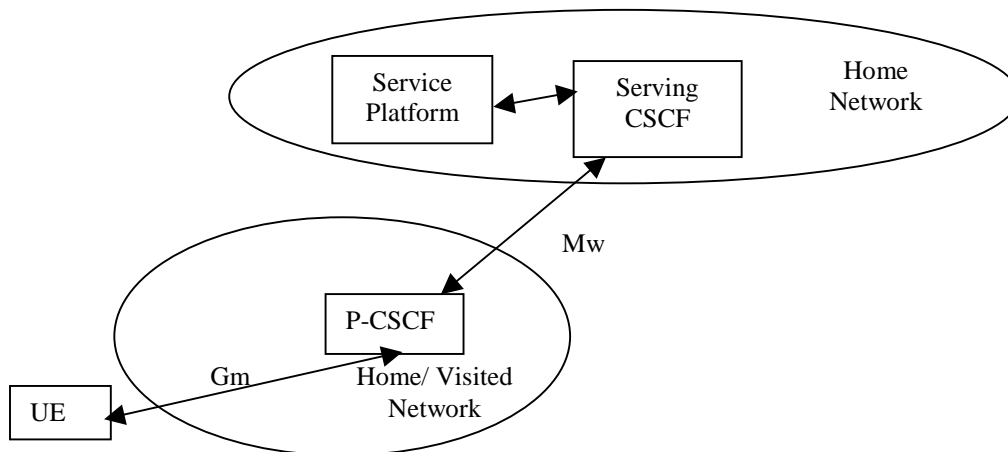 Service
Platform
Serving
CSCF
Home
Network
Mw
P-CSCF
Gm
Home/ Visited
Network
UE